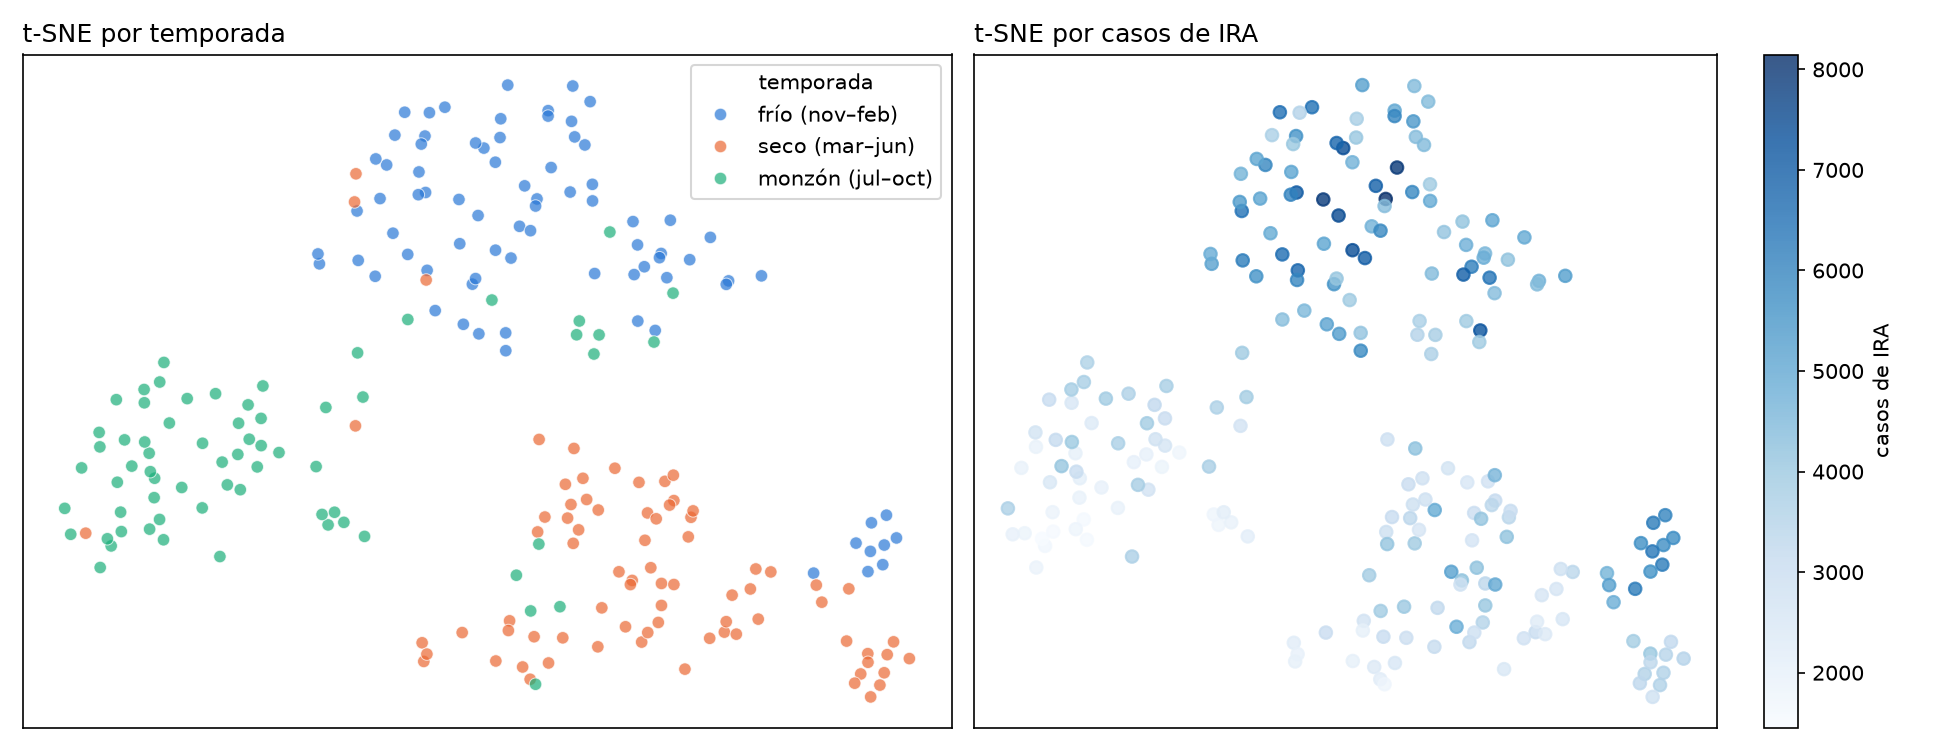 t-SNE por temporada
temporada
frío (nov–feb)
seco (mar–jun)
monzón (jul–oct)
t-SNE por casos de IRA
8000
7000
6000
5000
4000
3000
2000
casos de IRA